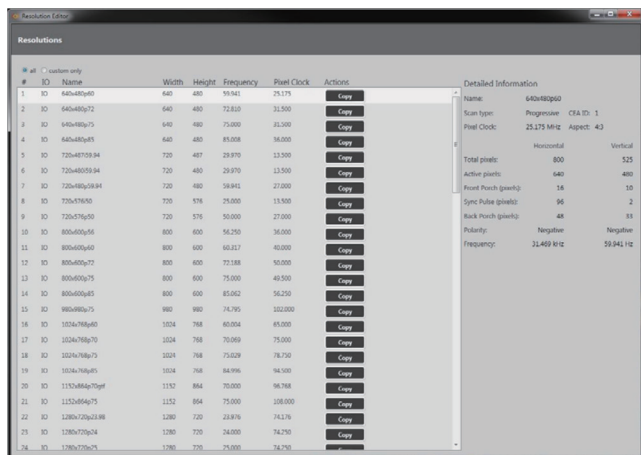 Resolution Editor
Resolutions
all custom only
# IO Name Width Height Frequency Pixel Clock Actions
1 IO 640x480p60 640 480 59.941 25.175 Copy
2 IO 640x480p72 640 480 72.810 31.500 Copy
3 IO 640x480p75 640 480 75.000 31.500 Copy
4 IO 640x480p85 640 480 85.008 36.000 Copy
5 IO 720x487i59.94 720 487 29.970 13.500 Copy
6 IO 720x480i59.94 720 480 29.970 13.500 Copy
7 IO 720x480p59.94 720 480 59.941 27.000 Copy
8 IO 720x576i50 720 576 25.000 13.500 Copy
9 IO 720x576p50 720 576 50.000 27.000 Copy
10 IO 800x600p56 800 600 56.250 36.000 Copy
11 IO 800x600p60 800 600 60.317 40.000 Copy
12 IO 800x600p72 800 600 72.188 50.000 Copy
13 IO 800x600p75 800 600 75.000 49.500 Copy
14 IO 800x600p85 800 600 85.062 56.250 Copy
15 IO 980x980p75 980 980 74.795 102.000 Copy
16 IO 1024x768p60 1024 768 60.004 65.000 Copy
17 IO 1024x768p70 1024 768 70.069 75.000 Copy
18 IO 1024x768p75 1024 768 75.029 78.750 Copy
19 IO 1024x768p85 1024 768 84.996 94.500 Copy
20 IO 1152x864p70gtf 1152 864 70.000 96.768 Copy
21 IO 1152x864p75 1152 864 75.000 108.000 Copy
22 IO 1280x720p23.98 1280 720 23.976 74.176 Copy
23 IO 1280x720p24 1280 720 24.000 74.250 Copy
24 IO 1280x720p25 1280 720 25.000 74.250
Detailed Information
Name: 640x480p60
Scan type: Progressive CEA ID: 1
Pixel Clock: 25.175 MHz Aspect: 4:3
Horizontal Vertical
Total pixels: 800 525
Active pixels: 640 480
Front Porch (pixels): 16 10
Sync Pulse (pixels): 96 2
Back Porch (pixels): 48 33
Polarity: Negative Negative
Frequency: 31.469 kHz 59.941 Hz